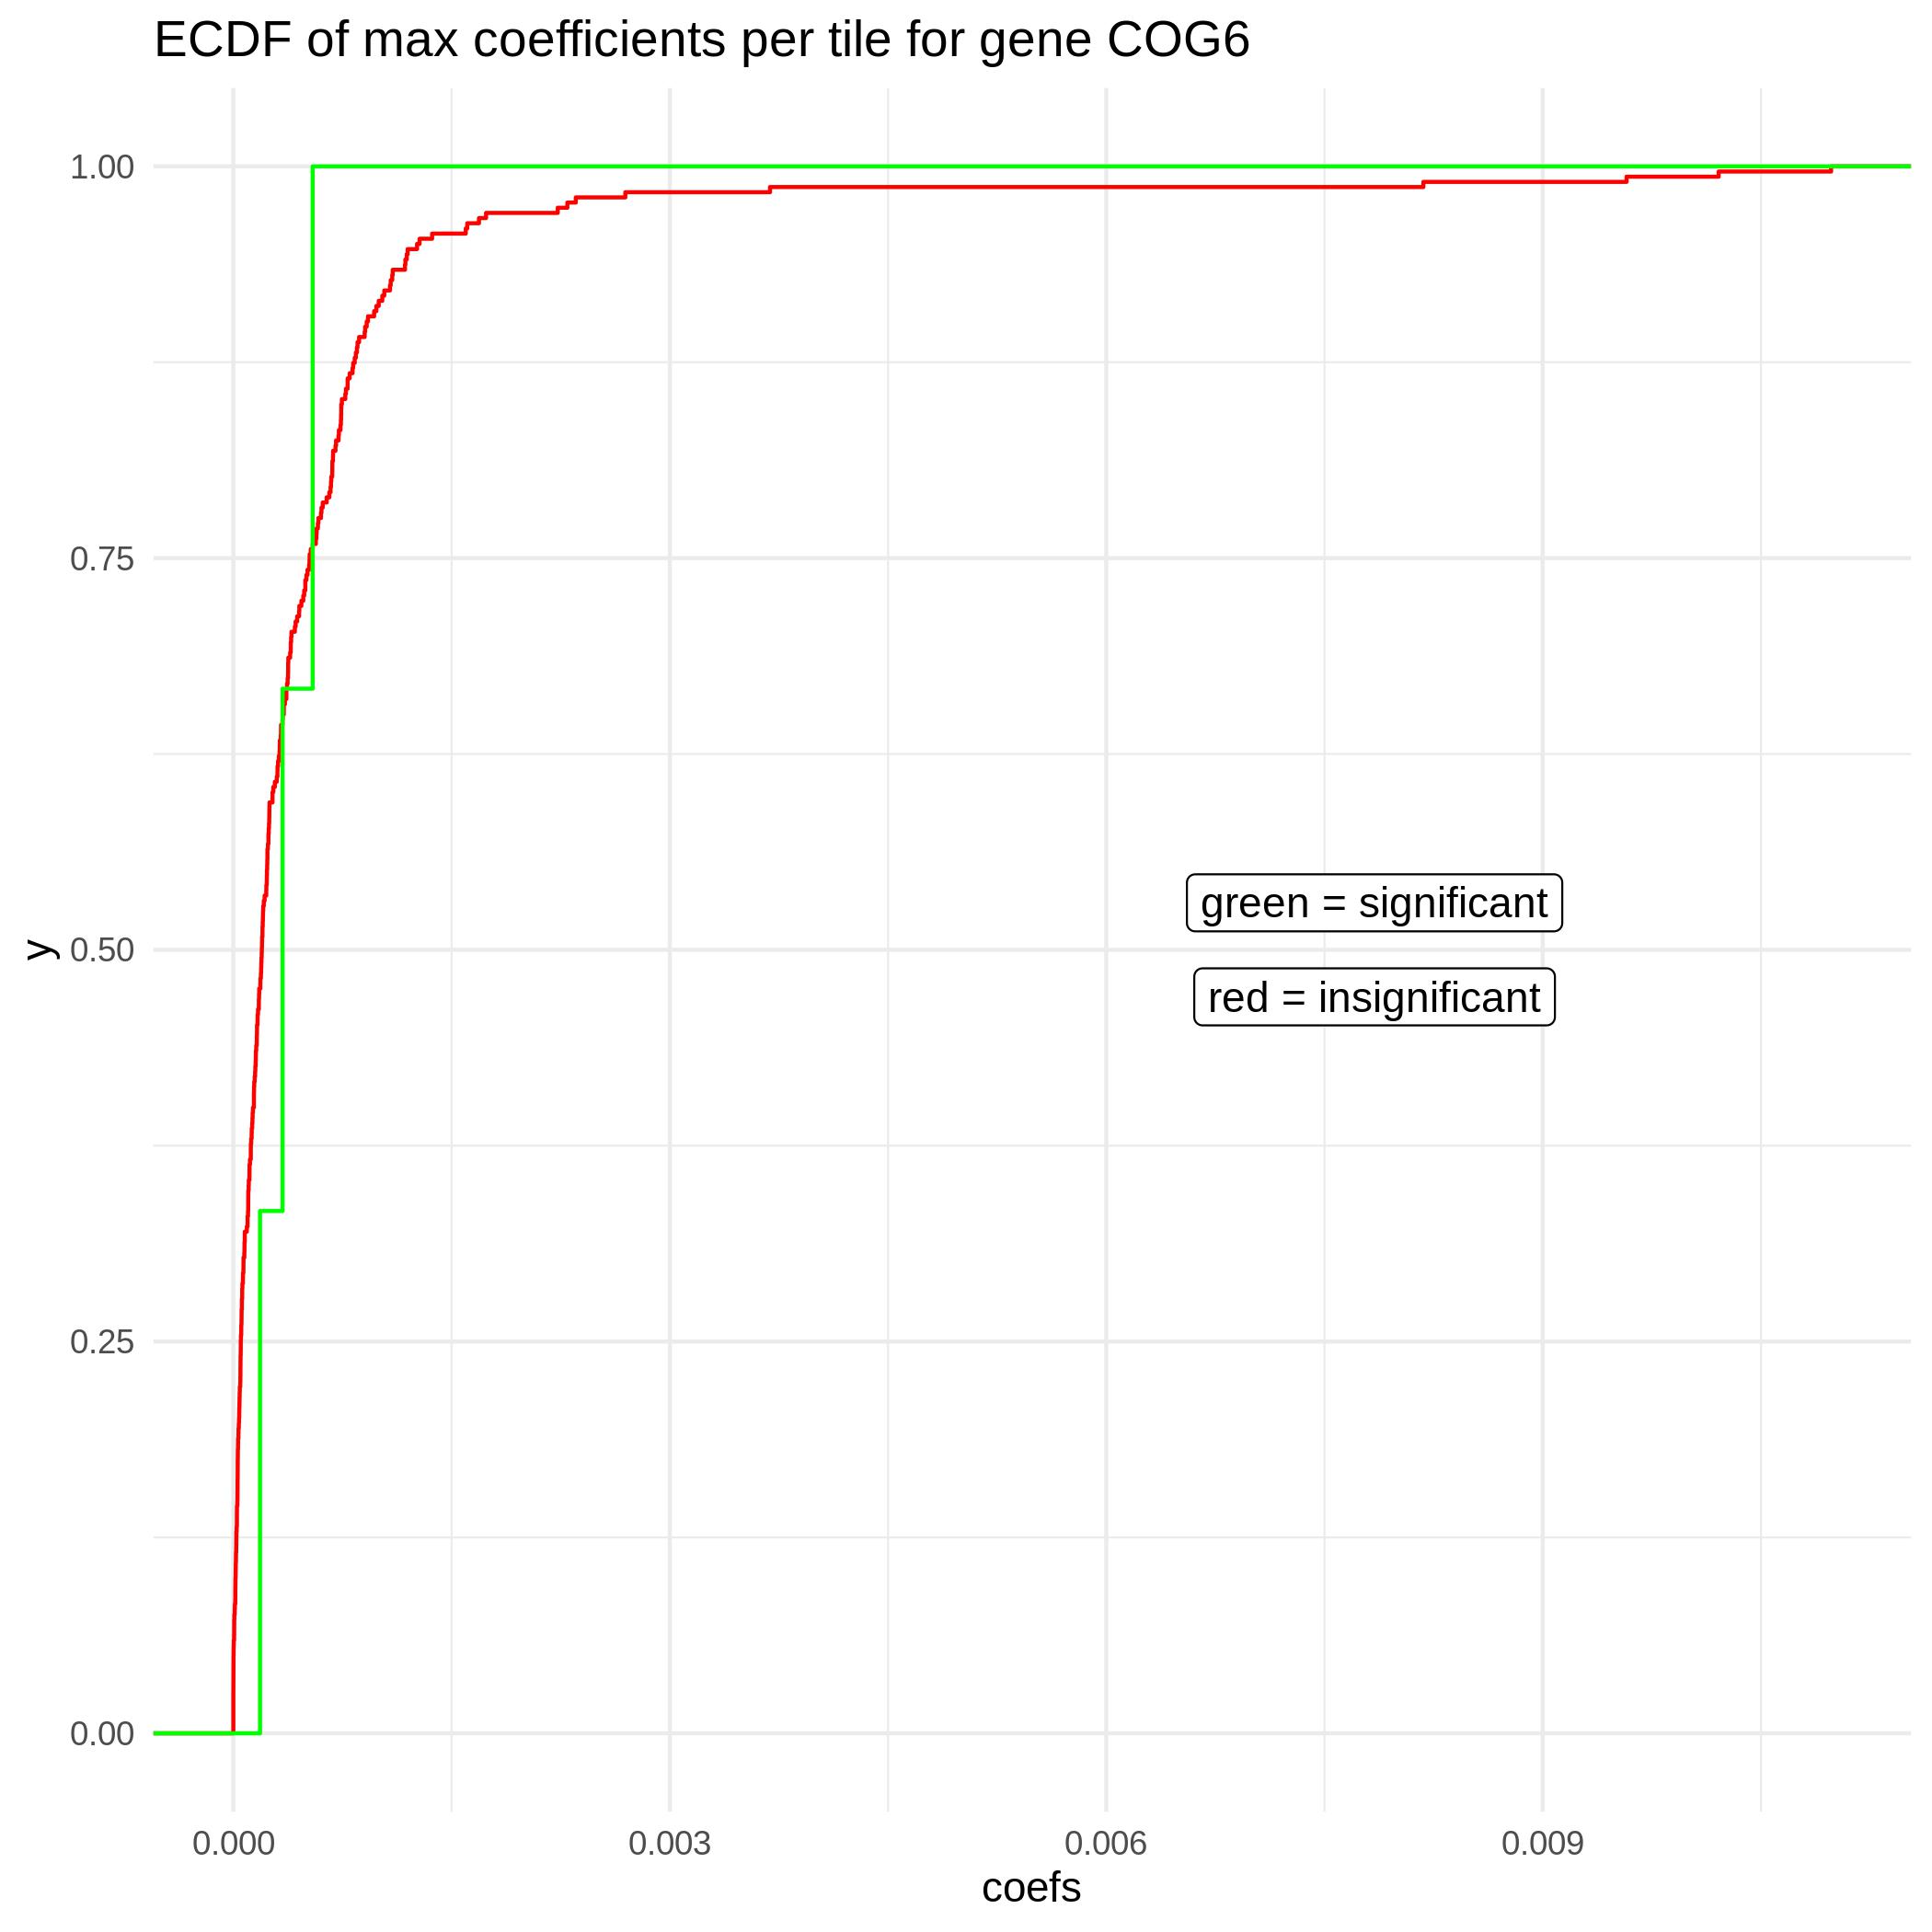 ECDF of max coefficients per tile for gene COG6
1.00
0.75
0.50
0.25
0.00
y
green = significant
red = insignificant
0.000 0.003 0.006 0.009
coefs